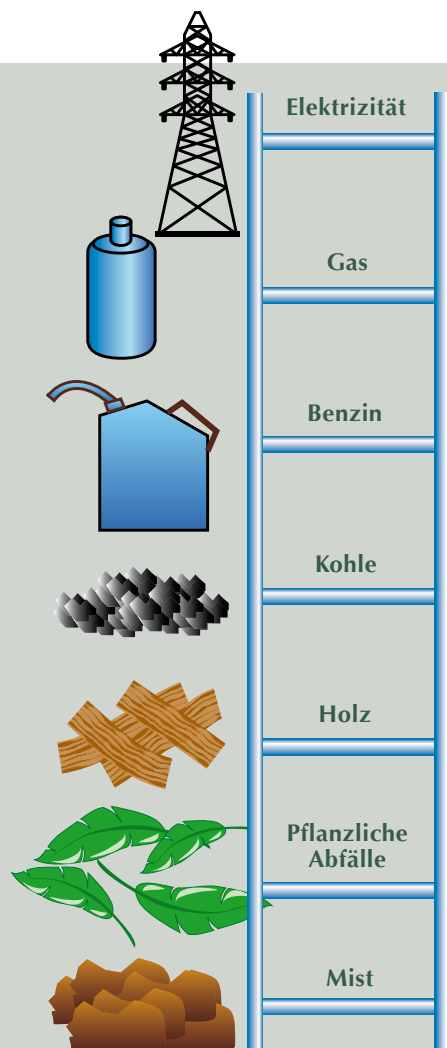 Elektrizität
Gas
Benzin
Kohle
Holz
Pflanzliche
Abfälle
Mist